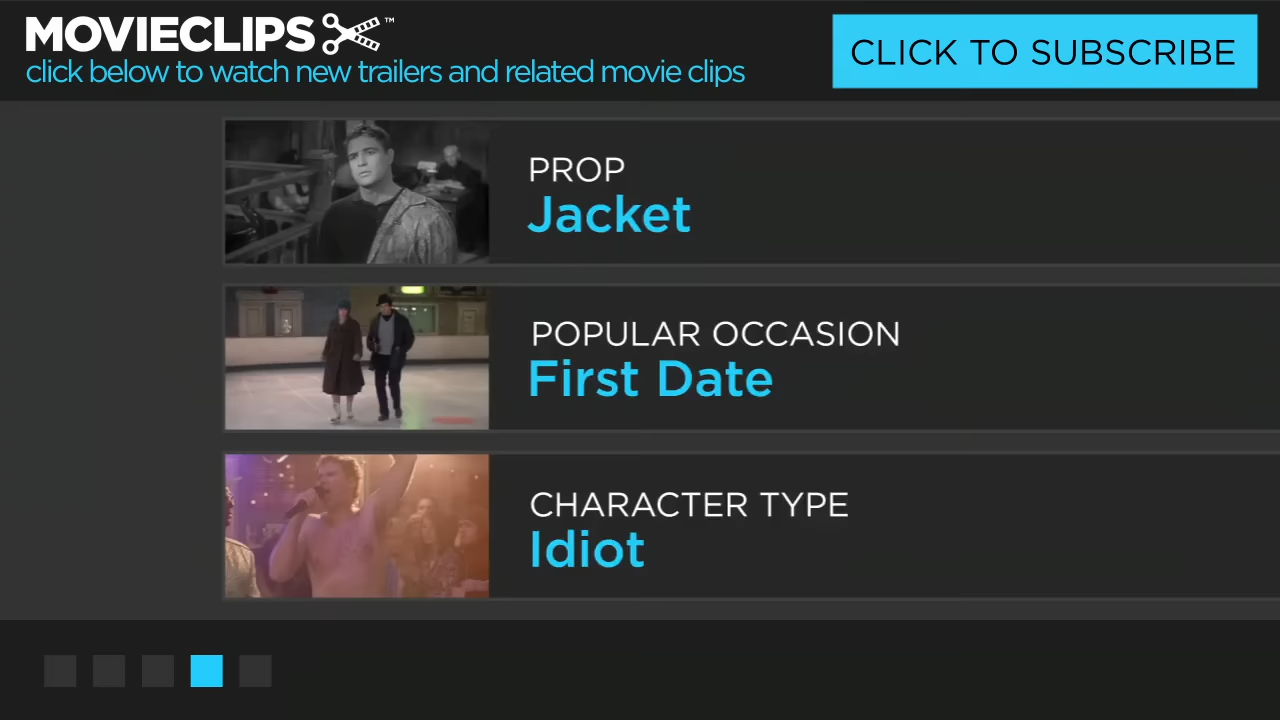 MOVIECLIPS™
click below to watch new trailers and related movie clips
CLICK TO SUBSCRIBE
PROP
Jacket
POPULAR OCCASION
First Date
CHARACTER TYPE
Idiot